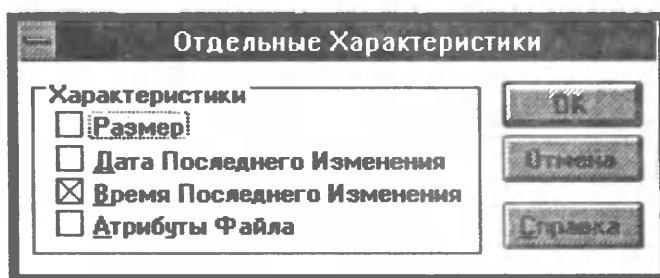 Отдельные Характеристики
Характеристики
Размер
Дата Последнего Изменения
Время Последнего Изменения
Атрибуты Файла
OK
Отмена
Справка